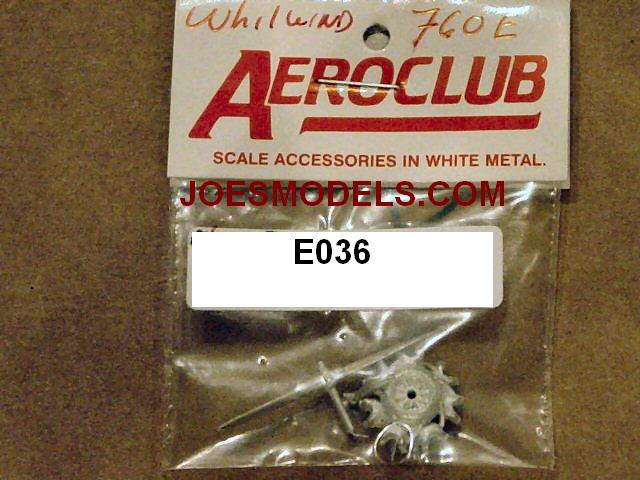 Whilwind 760E
AEROCLUB
SCALE ACCESSORIES IN WHITE METAL.
JOESMODELS.COM
E036